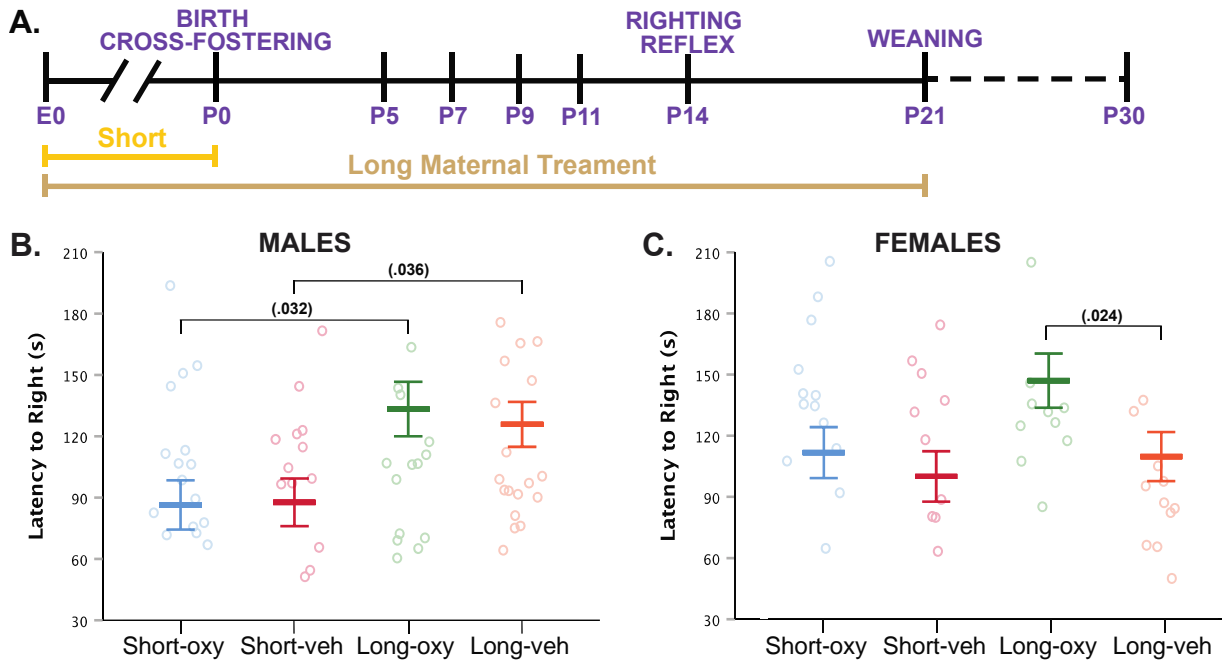 A.
BIRTH
CROSS-FOSTERING
RIGHTING
REFLEX
WEANING
E0 P0 P5 P7 P9 P11 P14 P21 P30
Short
Long Maternal Treament
B. MALES
Latency to Right (s)
210
180
150
120
90
60
30
(.036)
(.032)
Short-oxy Short-veh Long-oxy Long-veh
C. FEMALES
Latency to Right (s)
210
180
150
120
90
60
30
(.024)
Short-oxy Short-veh Long-oxy Long-veh